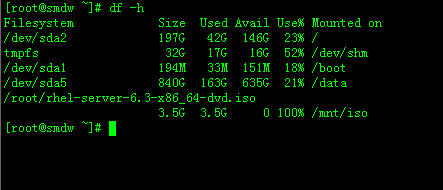 [root@smdw ~]# df -h
Filesystem Size Used Avail Use% Mounted on
/dev/sda2 197G 42G 146G 23% /
tmpfs 32G 17G 16G 52% /dev/shm
/dev/sda1 194M 33M 151M 18% /boot
/dev/sda5 840G 163G 635G 21% /data
/root/rhel-server-6.3-x86_64-dvd.iso
3.5G 3.5G 0 100% /mnt/iso
[root@smdw ~]#